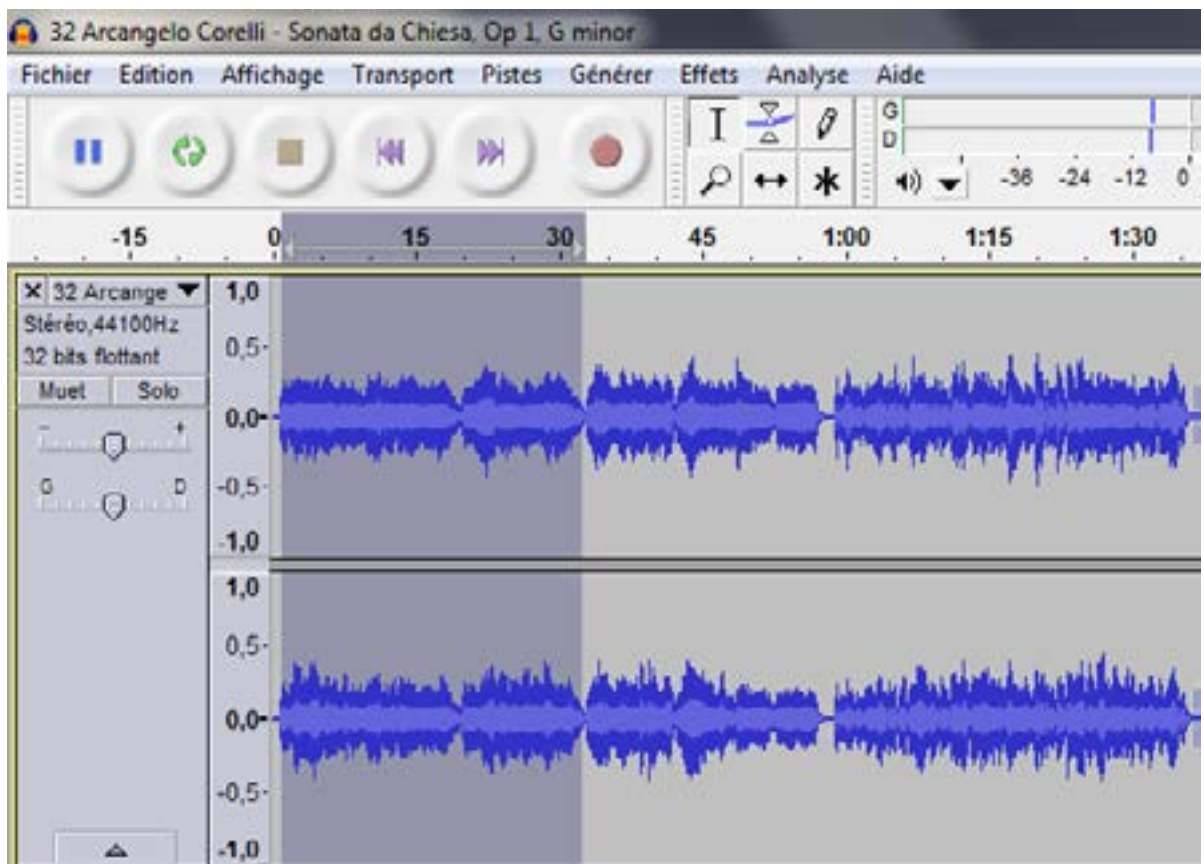 32 Arcangelo Corelli - Sonata da Chiesa, Op 1, G minor
Fichier Edition Affichage Transport Pistes Générer Effets Analyse Aide
G
D
-36 -24 -12 0
-15 0 15 30 45 1:00 1:15 1:30
32 Arcange
Stéréo,44100Hz
32 bits flottant
Muet Solo
- +
G D
1,0
0,5-
0,0-
-0,5-
-1,0
1,0
0,5-
0,0-
-0,5-
-1,0